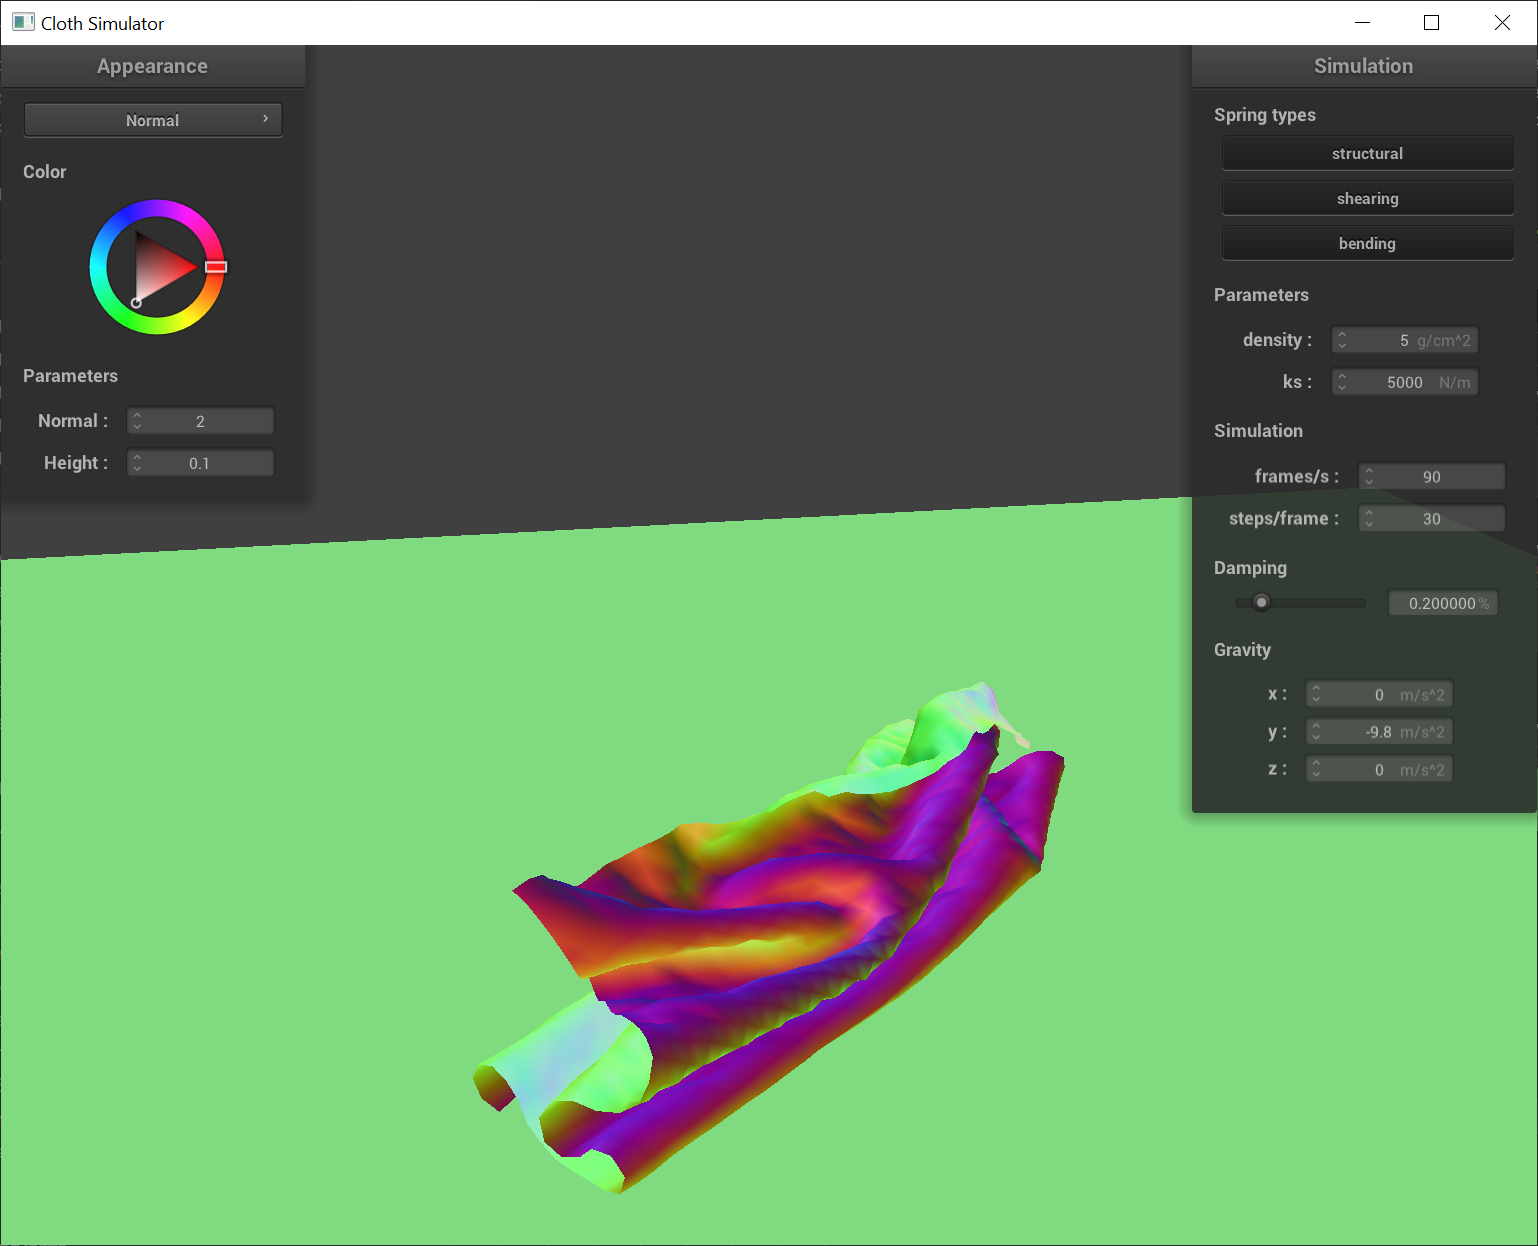 Cloth Simulator
Appearance
Normal
Color
Parameters
Normal : 2
Height : 0.1
Simulation
Spring types
structural
shearing
bending
Parameters
density : 5 g/cm^2
ks : 5000 N/m
Simulation
frames/s : 90
steps/frame : 30
Damping
0.200000 %
Gravity
x : 0 m/s^2
y : -9.8 m/s^2
z : 0 m/s^2